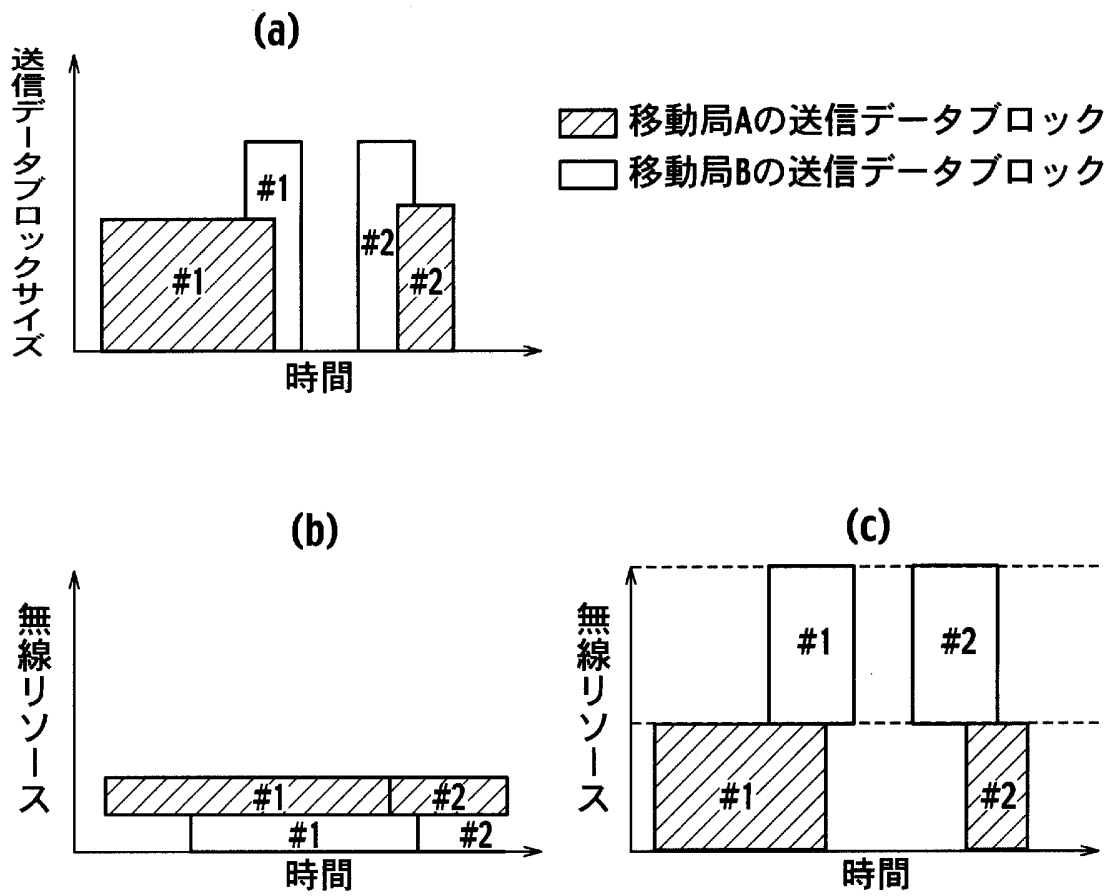 (a)
送信データブロックサイズ
#1
#1
#2
#2
時間
移動局Aの送信データブロック
移動局Bの送信データブロック
(b)
無線リソース
#1
#2
#1
#2
時間
(c)
無線リソース
#1
#2
#1
#2
時間